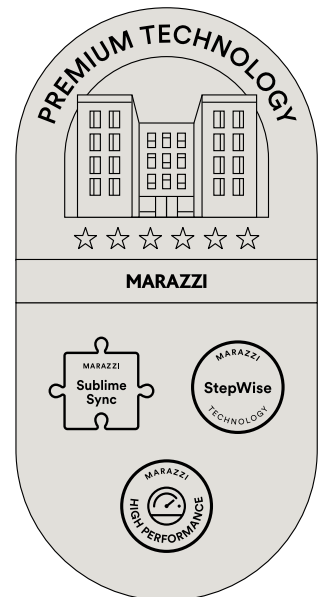 PREMIUM TECHNOLOGY
MARAZZI
MARAZZI
Sublime
Sync
MARAZZI
StepWise
TECHNOLOGY
MARAZZI
HIGH PERFORMANCE